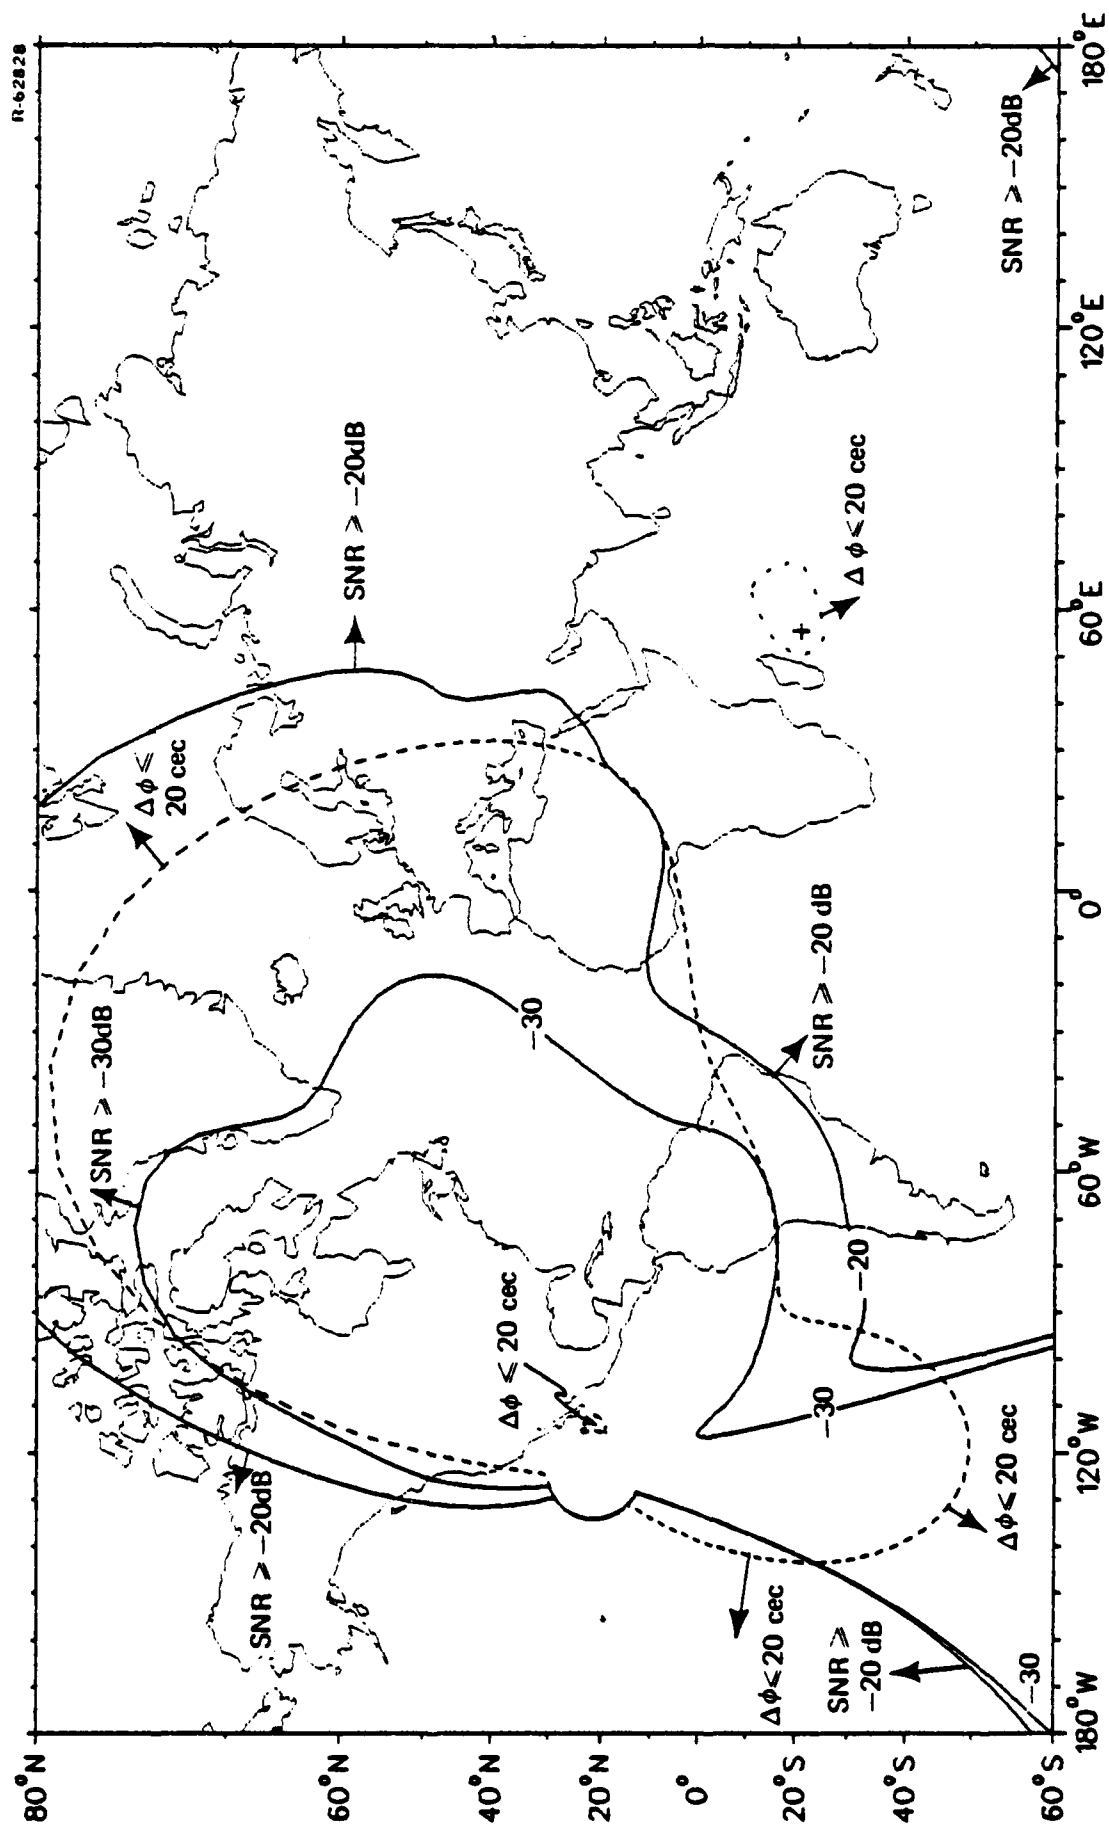 R-62828
80°N
60°N
40°N
20°N
0°
20°S
40°S
60°S
180°W
120°W
60°W
0°
60°E
120°E
180°E
SNR ⩾ -20dB
SNR ⩾ -30dB
Δϕ ⩽
20 cec
SNR ⩾ -20dB
Δϕ ⩽ 20 cec
-30
Δϕ⩽20 cec
SNR ⩾
-20 dB
-30
-30
Δϕ⩽20 cec
-20
SNR ⩾ -20 dB
Δϕ⩽20 cec
SNR ⩾ -20dB